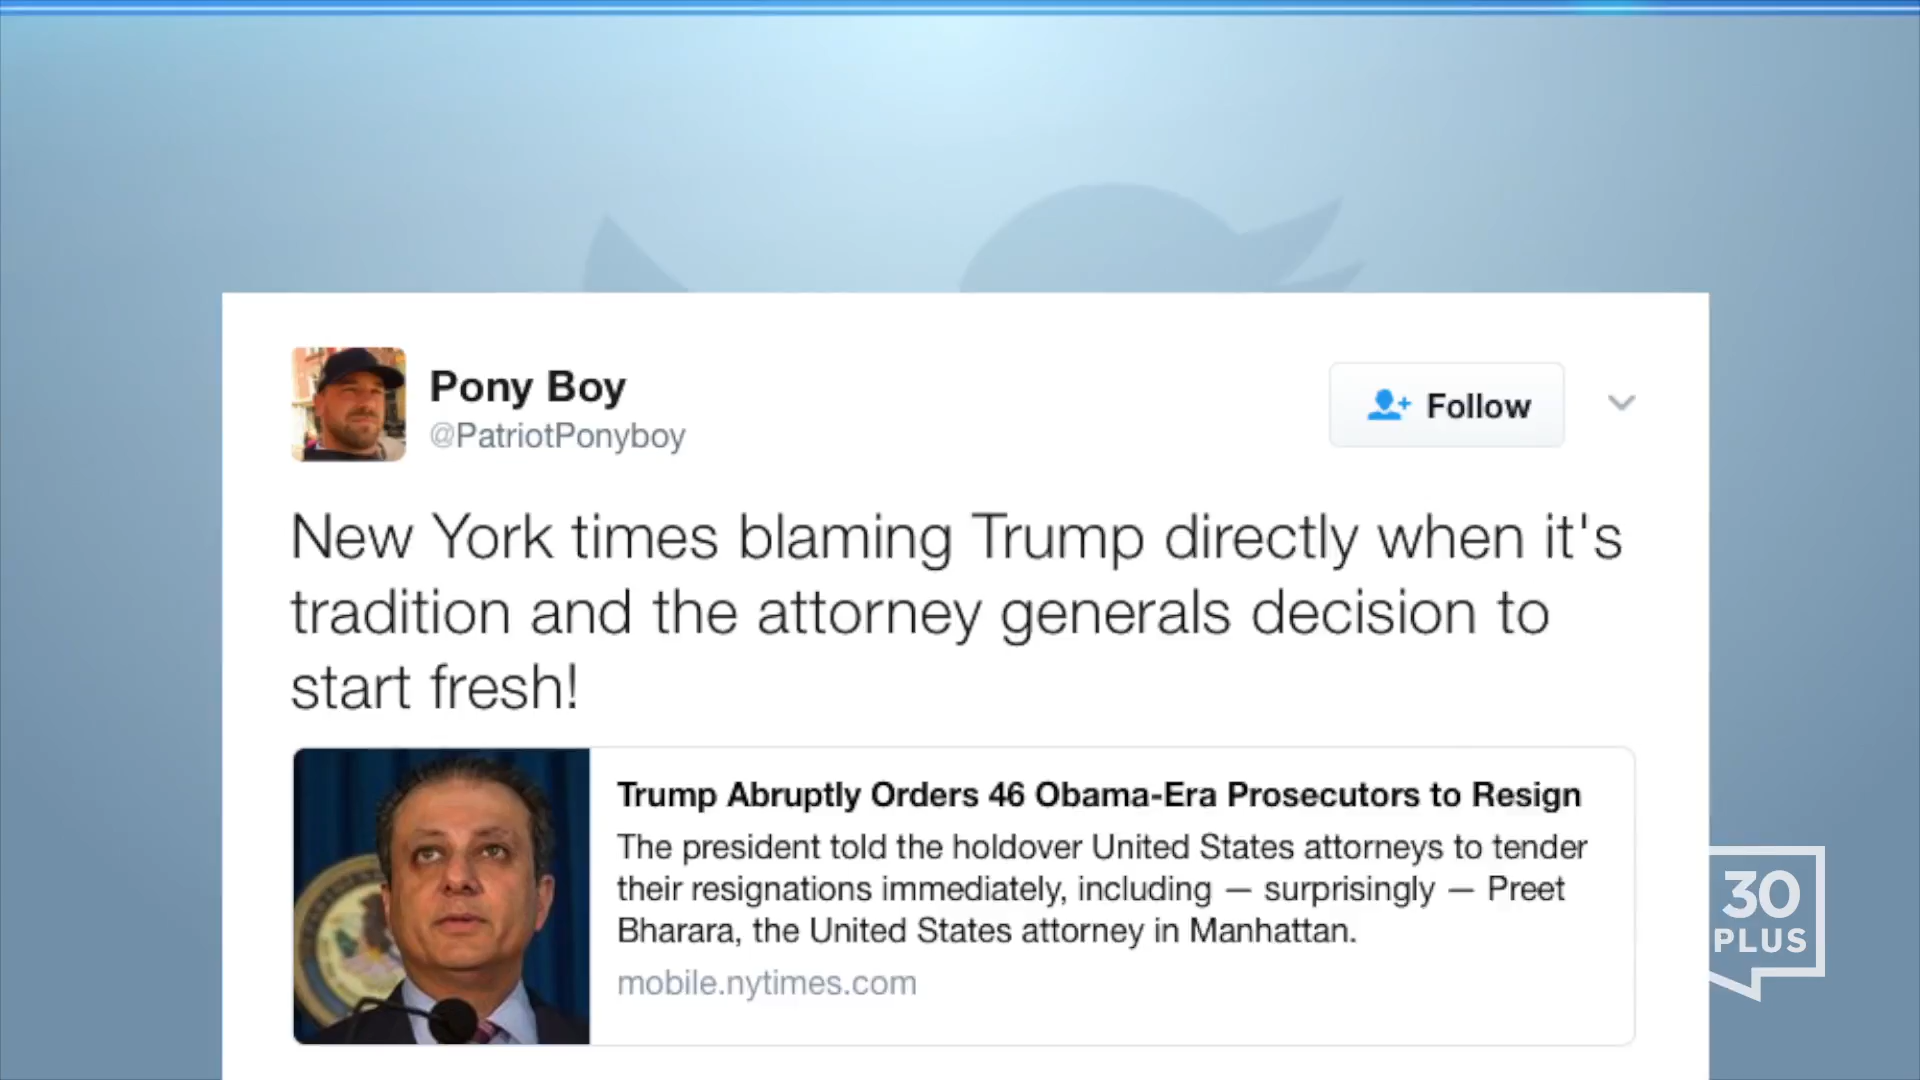 Pony Boy
@PatriotPonyboy
Follow
New York times blaming Trump directly when it's
tradition and the attorney generals decision to
start fresh!
Trump Abruptly Orders 46 Obama-Era Prosecutors to Resign
The president told the holdover United States attorneys to tender
their resignations immediately, including — surprisingly — Preet
Bharara, the United States attorney in Manhattan.
mobile.nytimes.com
30
PLUS